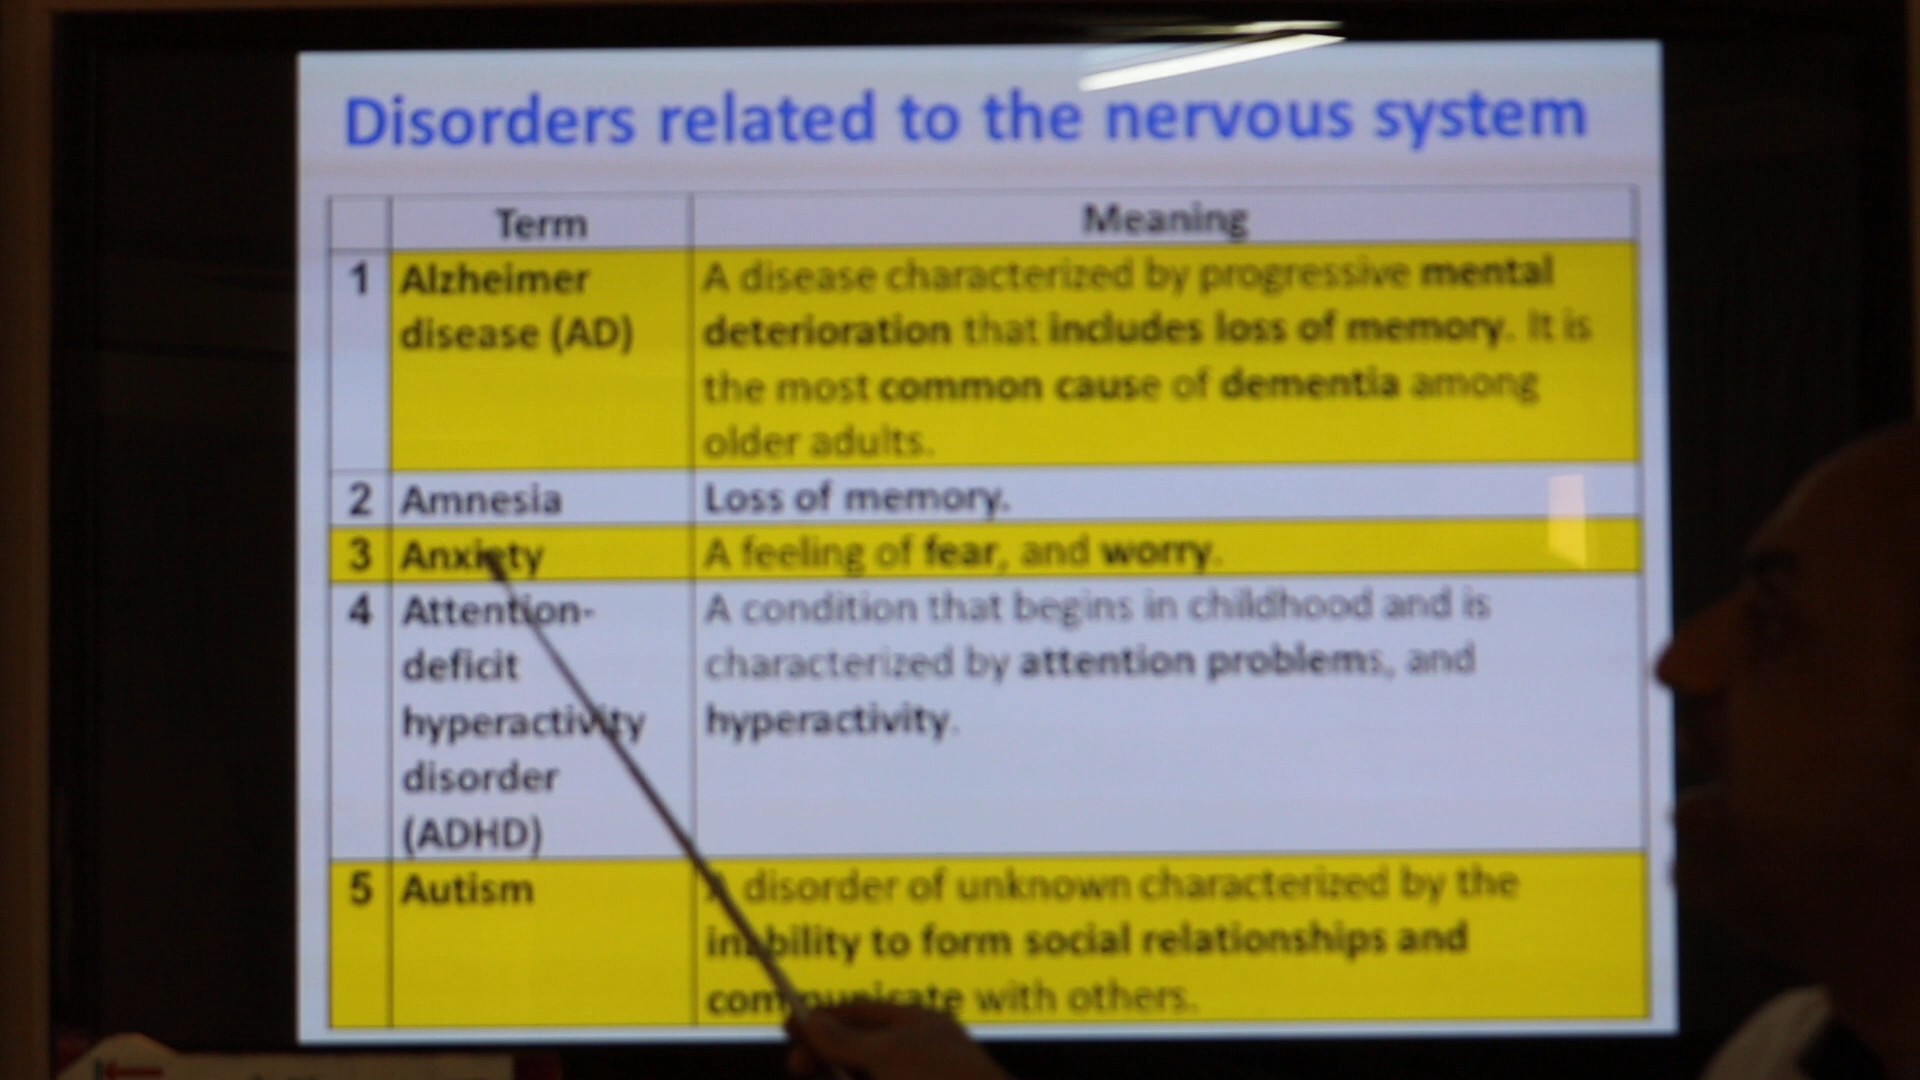 Disorders related to the nervous system
Term Meaning
1 Alzheimer disease (AD) A disease characterized by progressive mental
deterioration that includes loss of memory. It is
the most common cause of dementia among
older adults.
2 Amnesia Loss of memory.
3 Anxiety A feeling of fear, and worry.
4 Attention-
deficit
hyperactivity
disorder
(ADHD)
A condition that begins in childhood and is
characterized by attention problems, and
hyperactivity.
5 Autism A disorder of unknown characterized by the
inability to form social relationships and
communicate with others.